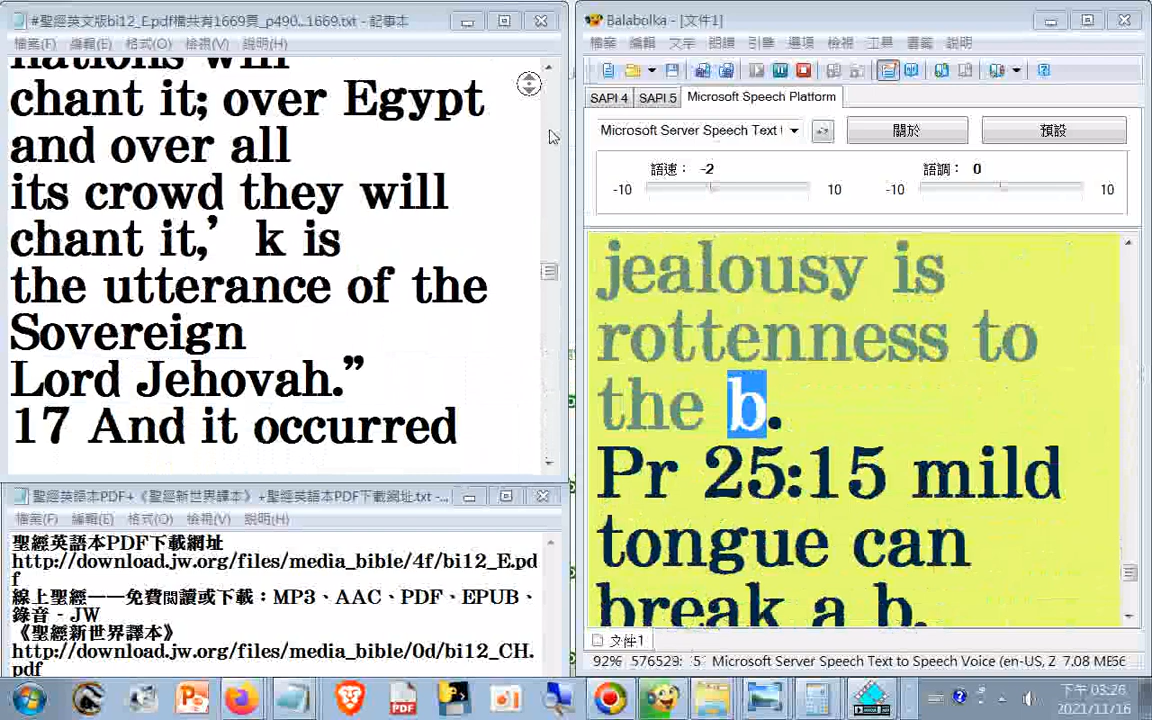 #聖經英文版bi12_E.pdf檔共有1669頁_p490...1669.txt - 記事本
檔案(F) 編輯(E) 格式(O) 檢視(V) 說明(H)
nations will
chant it; over Egypt
and over all
its crowd they will
chant it,’ k is
the utterance of the
Sovereign
Lord Jehovah.”
17 And it occurred
聖經英語本PDF+《聖經新世界譯本》+聖經英語本PDF下載網址.txt -...
檔案(F) 編輯(E) 格式(O) 檢視(V) 說明(H)
聖經英語本PDF下載網址
http://download.jw.org/files/media_bible/4f/bi12_E.pd
f
線上聖經——免費閱讀或下載：MP3、AAC、PDF、EPUB、
錄音 - JW
《聖經新世界譯本》
http://download.jw.org/files/media_bible/0d/bi12_CH.
pdf
Balabolka - [文件1]
檔案 編輯 文字 朗讀 引擎 選項 檢視 工具 書籤 說明
SAPI 4 SAPI 5 Microsoft Speech Platform
Microsoft Server Speech Text t
關於 預設
語速： -2 語調： 0
-10 10 -10 10
jealousy is
rottenness to
the b.
Pr 25:15 mild
tongue can
break a b.
文件1
92% 576529: 5 Microsoft Server Speech Text to Speech Voice (en-US, Z 7.08 ME56
PDF
下午 03:26
2021/11/16